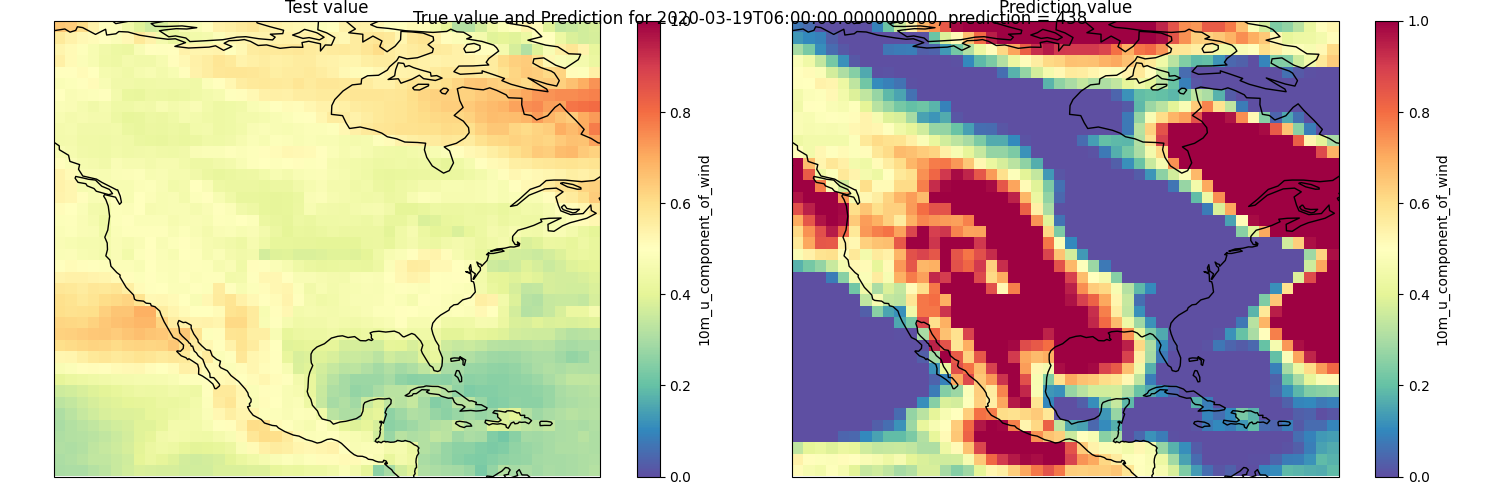 Test value
Prediction value
True value and Prediction for 2020-03-19T06:00:00.000000000, prediction = 438
1.0
0.8
0.6
0.4
0.2
0.0
10m_u_component_of_wind
1.0
0.8
0.6
0.4
0.2
0.0
10m_u_component_of_wind